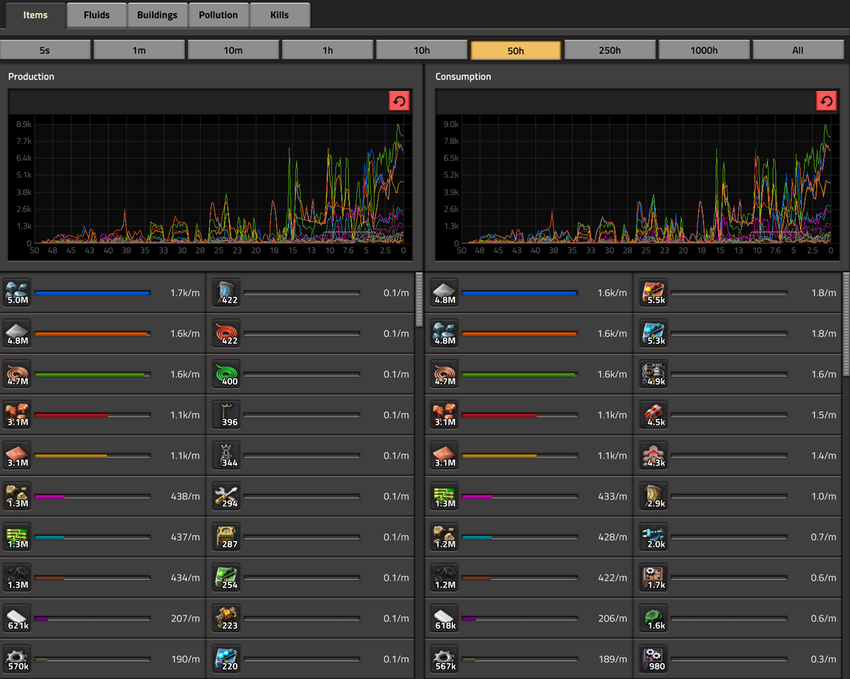 Items Fluids Buildings Pollution Kills
5s 1m 10m 1h 10h 50h 250h 1000h All
Production
8.9k
7.7k
6.4k
5.1k
3.8k
2.6k
1.3k
0
50 48 45 43 40 38 35 33 30 28 25 23 20 18 15 13 10 7.6 5 2.5 0
5.0M 1.7k/m 422 0.1/m
4.8M 1.6k/m 422 0.1/m
4.7M 1.6k/m 400 0.1/m
3.1M 1.1k/m 396 0.1/m
3.1M 1.1k/m 344 0.1/m
1.3M 438/m 294 0.1/m
1.3M 437/m 287 0.1/m
1.3M 434/m 254 0.1/m
621k 207/m 223 0.1/m
570k 190/m 220 0.1/m
Consumption
9.0k
7.7k
6.5k
5.2k
3.9k
2.6k
1.3k
0
50 48 45 43 40 38 35 33 30 28 25 23 20 18 15 13 10 7.6 5 2.5 0
4.8M 1.6k/m 5.5k 1.8/m
4.8M 1.6k/m 5.3k 1.8/m
4.7M 1.6k/m 4.9k 1.6/m
3.1M 1.1k/m 4.5k 1.5/m
3.1M 1.1k/m 4.3k 1.4/m
1.3M 433/m 2.9k 1.0/m
1.2M 428/m 2.0k 0.7/m
1.2M 422/m 1.7k 0.6/m
618k 206/m 1.6k 0.6/m
567k 189/m 980 0.3/m